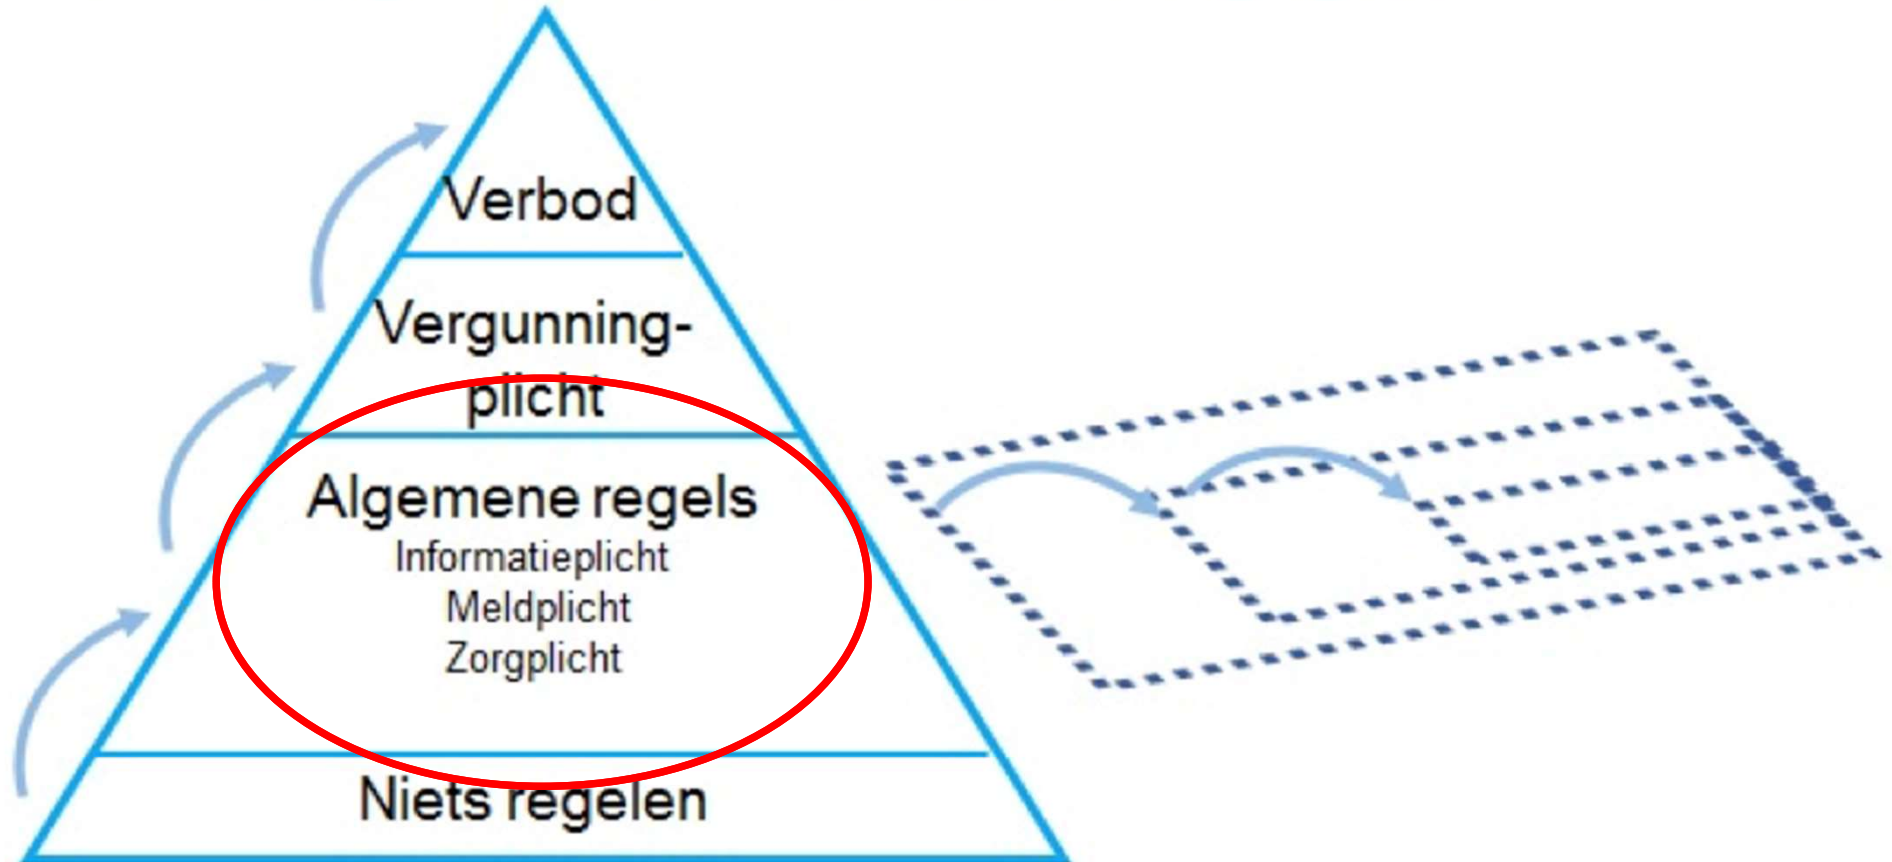 Verbod
Vergunning-
plicht
Algemene regels
Informatieplicht
Meldplicht
Zorgplicht
Niets regelen